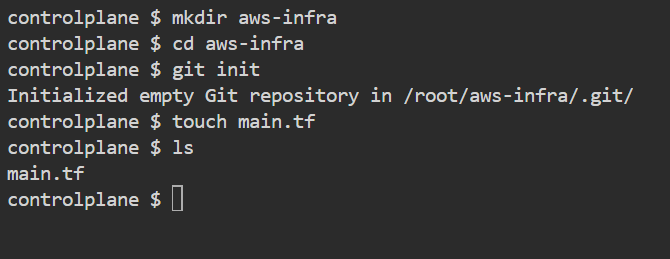 controlplane $ mkdir aws-infra
controlplane $ cd aws-infra
controlplane $ git init
Initialized empty Git repository in /root/aws-infra/.git/
controlplane $ touch main.tf
controlplane $ ls
main.tf
controlplane $